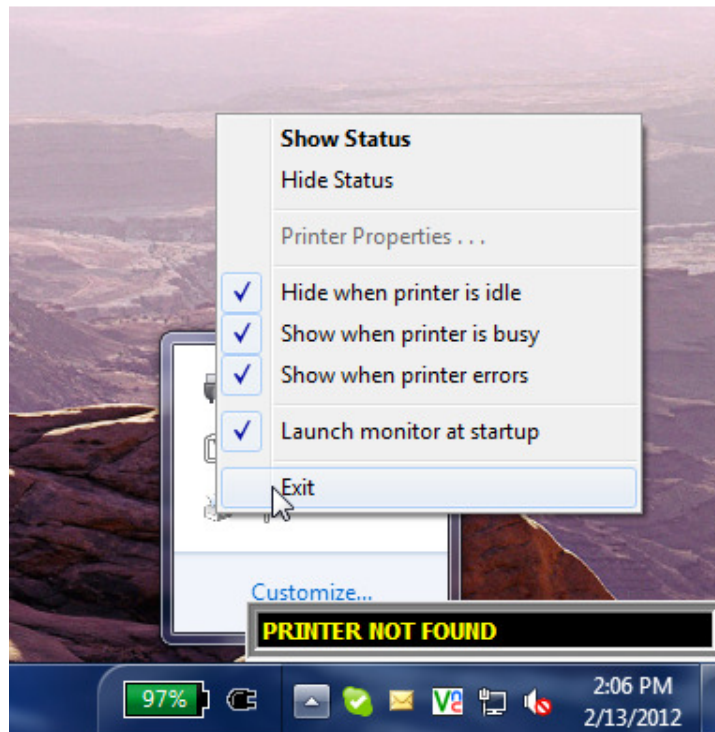 Show Status
Hide Status
Printer Properties . . .
Hide when printer is idle
Show when printer is busy
Show when printer errors
Launch monitor at startup
Exit
Customize...
PRINTER NOT FOUND
97%
2:06 PM
2/13/2012